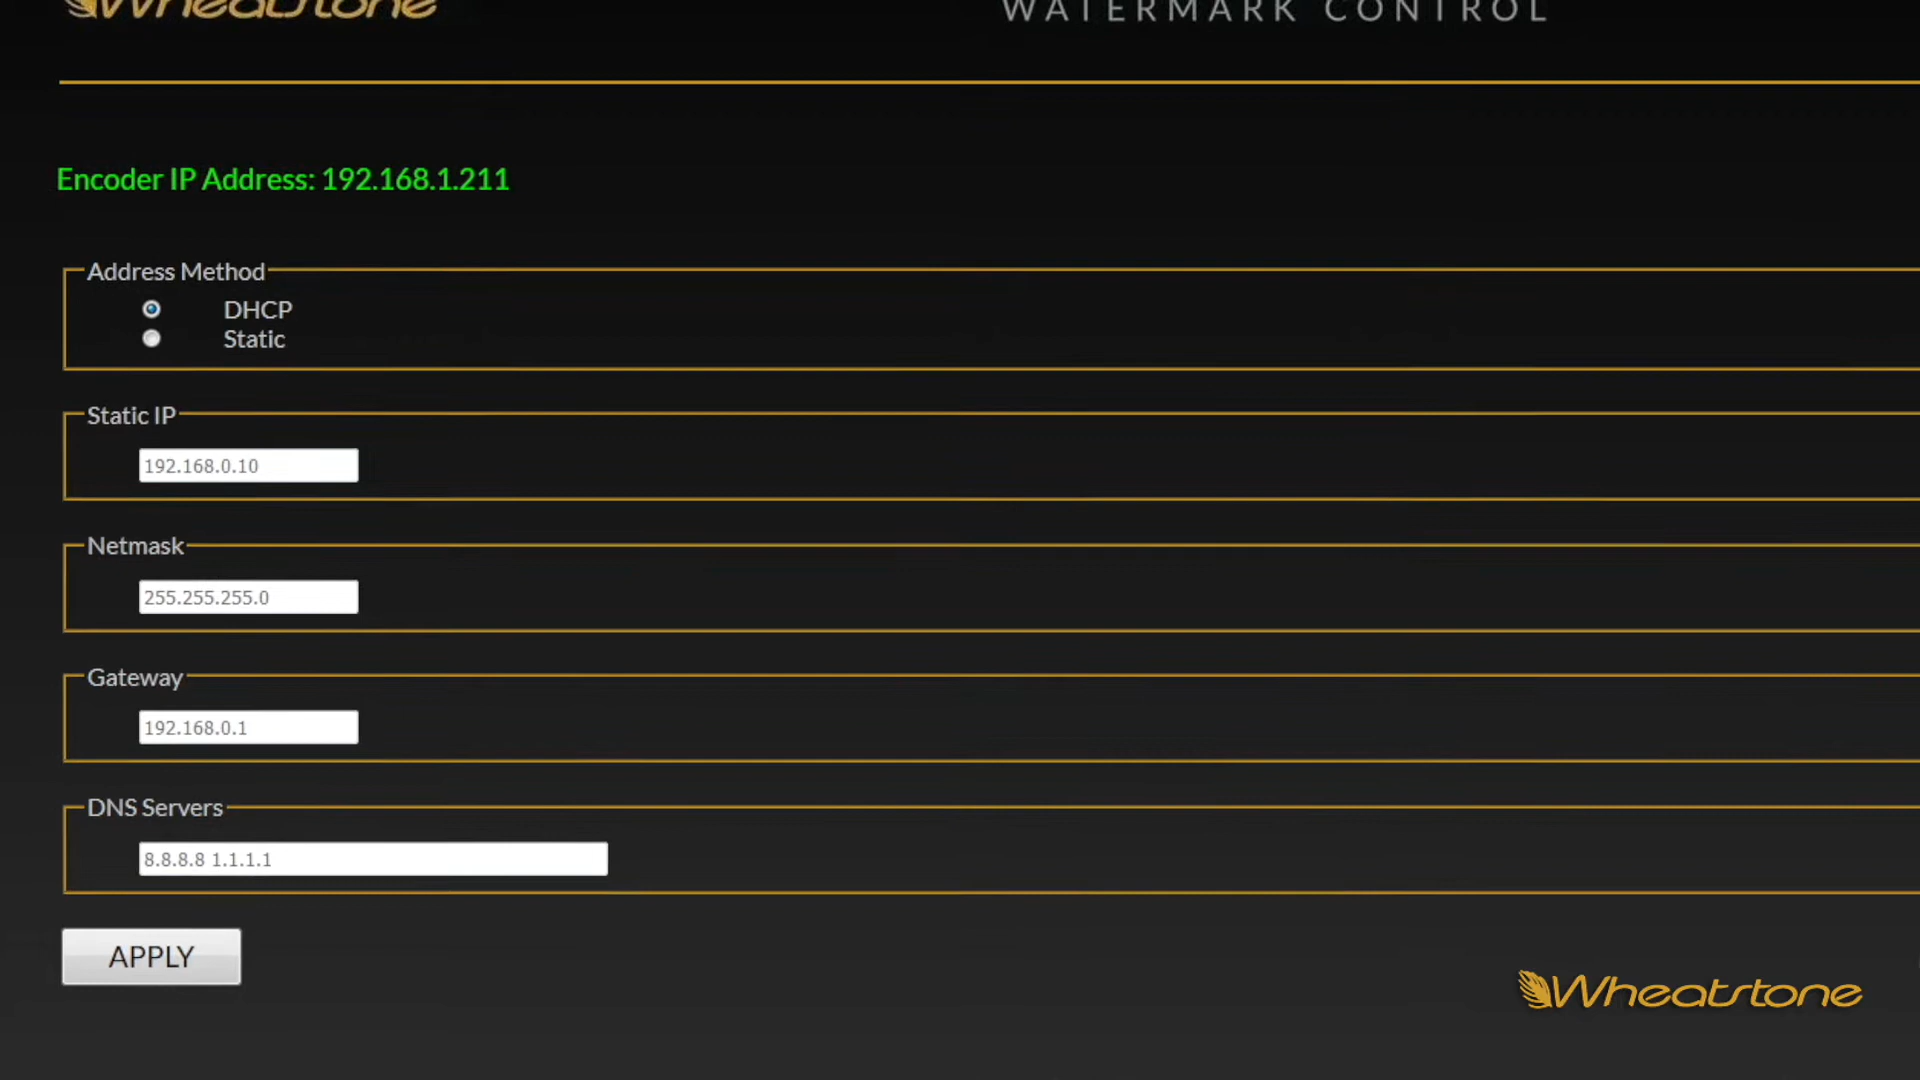 Wheatstone
WATERMARK CONTROL
Encoder IP Address: 192.168.1.211
Address Method
DHCP
Static
Static IP
192.168.0.10
Netmask
255.255.255.0
Gateway
192.168.0.1
DNS Servers
8.8.8.8 1.1.1.1
APPLY
Wheatstone